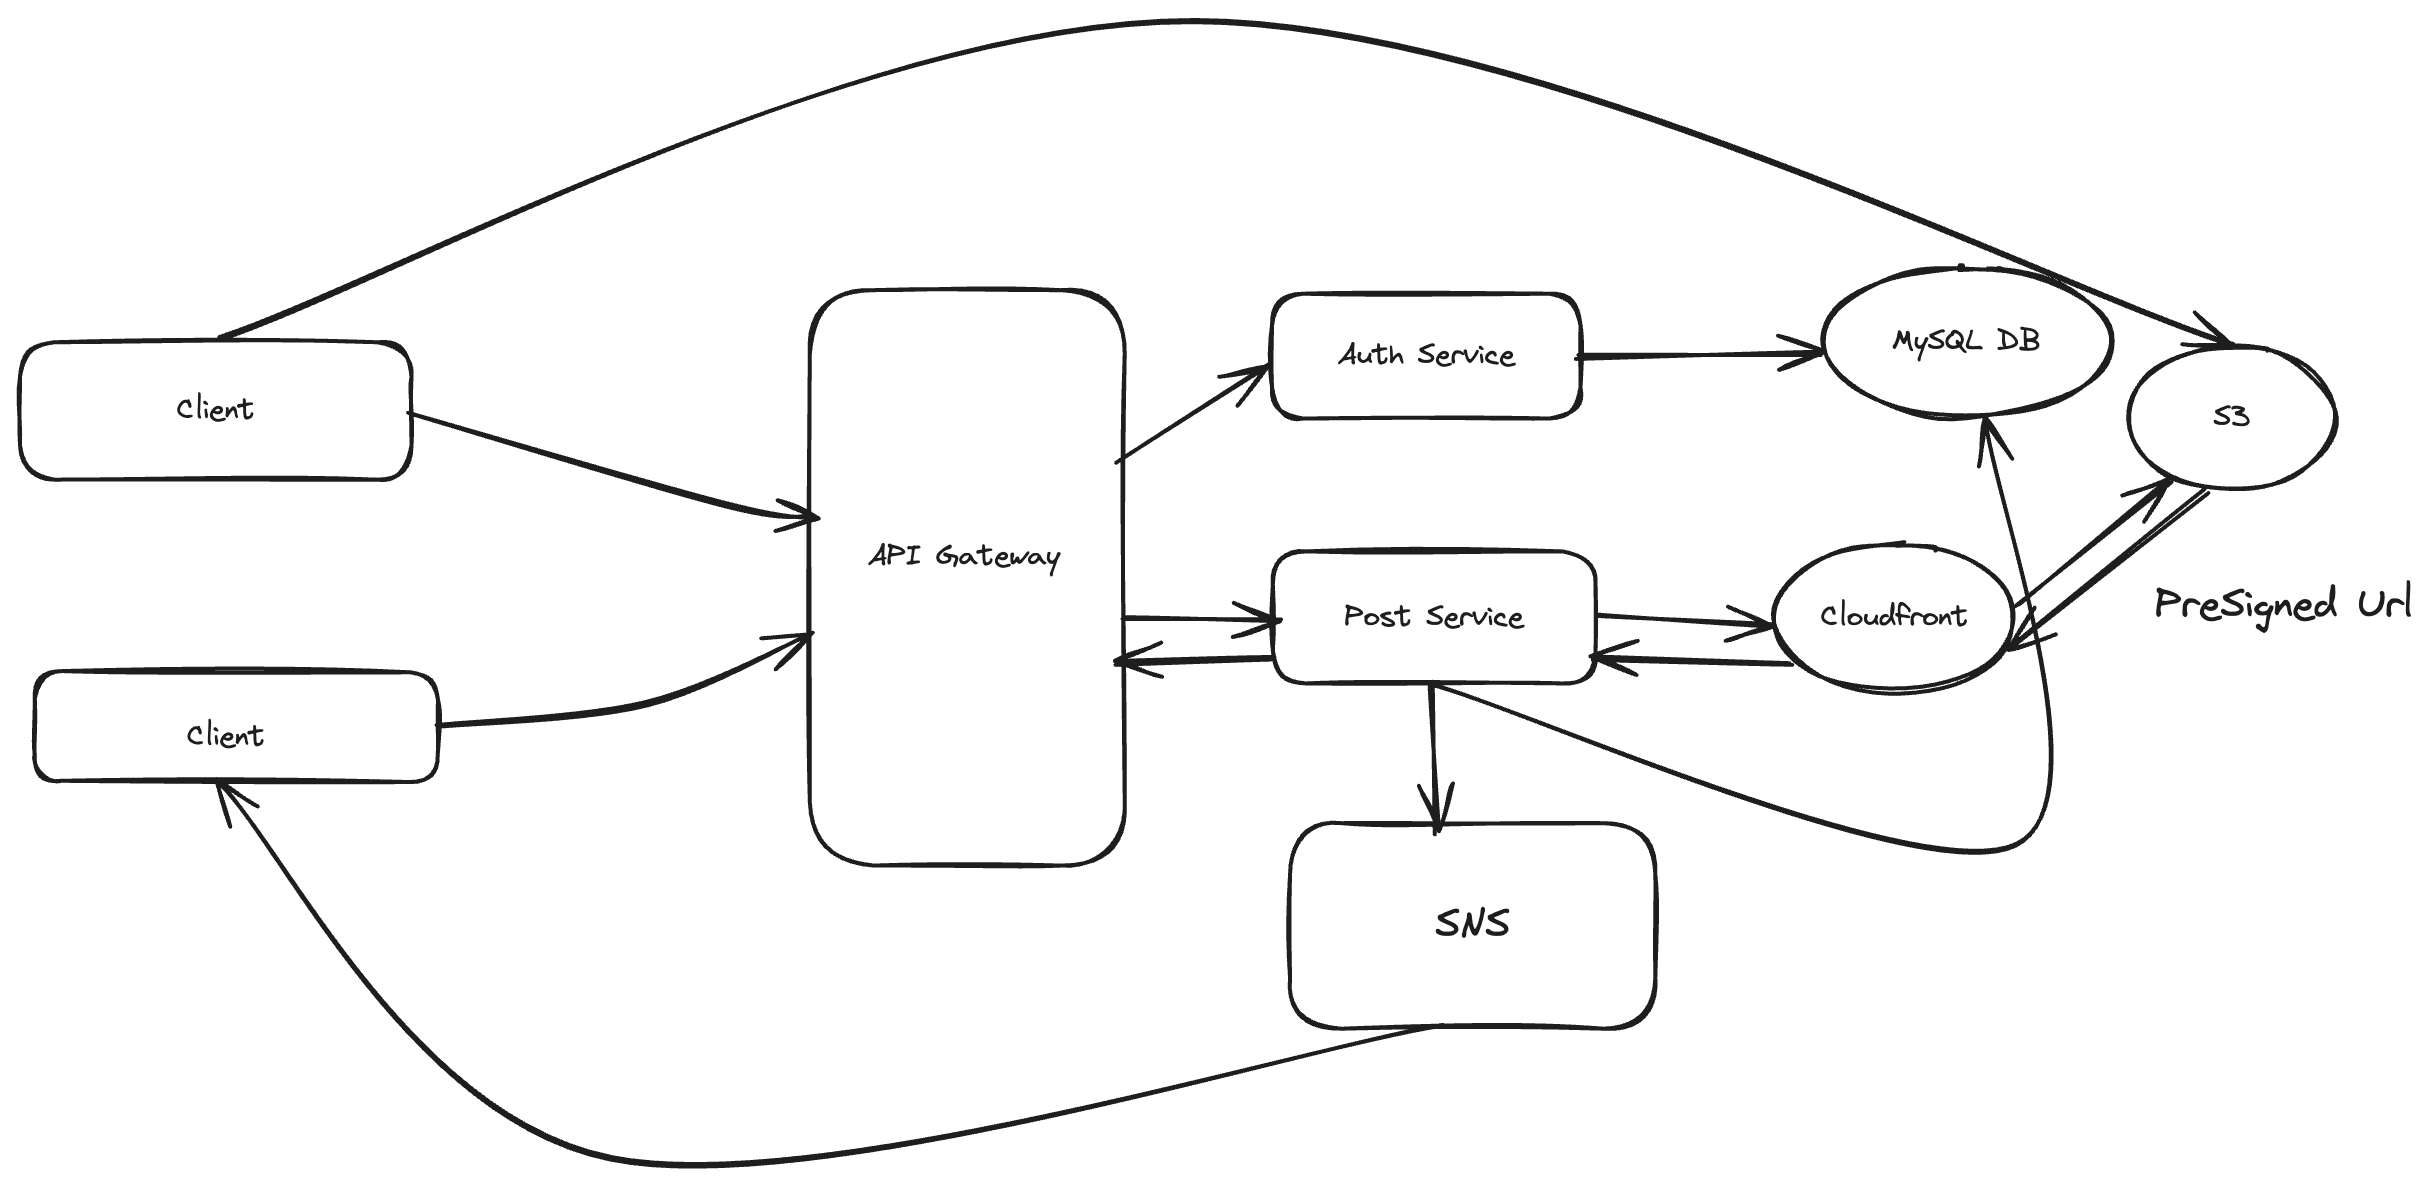 Client
API Gateway
Auth Service
MySQL DB
S3
Post Service
Cloudfront
PreSigned Url
Client
SNS